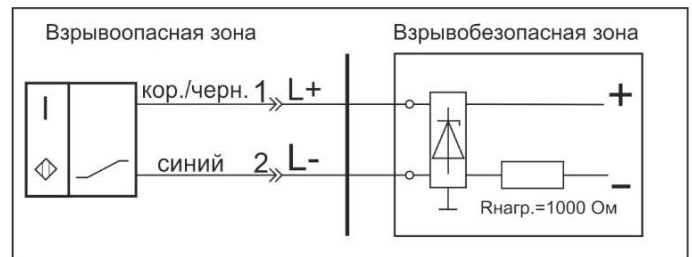 Взрывоопасная зона
Взрывобезопасная зона
кор./черн. 1 L+
+
I
синий 2 L-
−
Rнагр.=1000 Ом